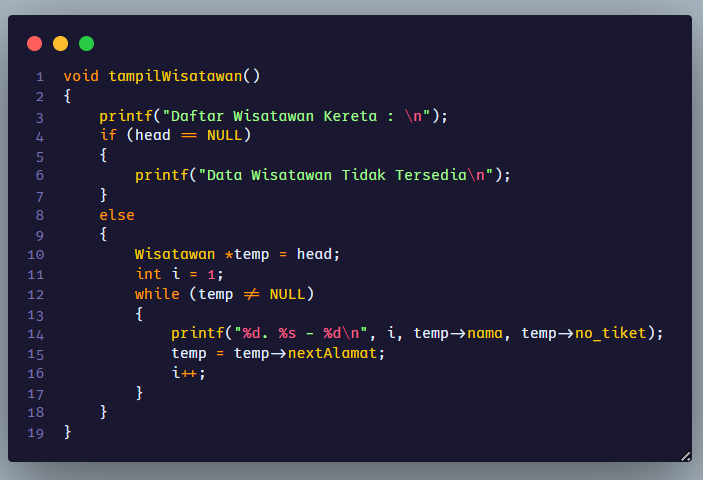 1 void tampilWisatawan()
2 {
3     printf("Daftar Wisatawan Kereta : \n");
4     if (head == NULL)
5     {
6         printf("Data Wisatawan Tidak Tersedia\n");
7     }
8     else
9     {
10         Wisatawan *temp = head;
11         int i = 1;
12         while (temp != NULL)
13         {
14             printf("%d. %s - %d\n", i, temp->nama, temp->no_tiket);
15             temp = temp->nextAlamat;
16             i++;
17         }
18     }
19 }